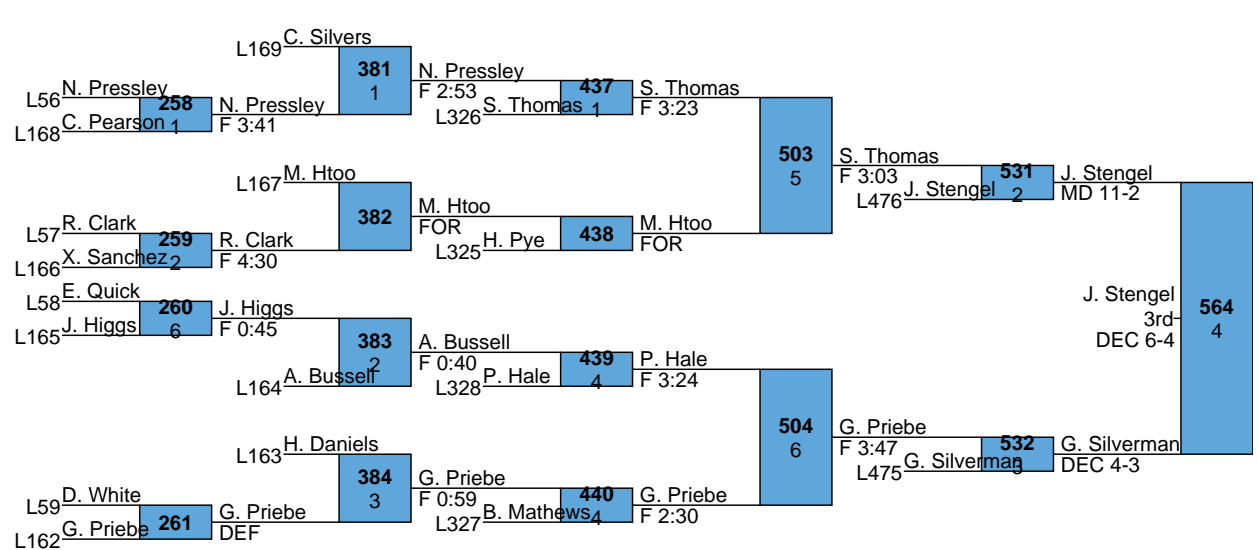 C. Silvers
L169
381
1
N. Pressley
L56
258
1
N. Pressley
F 3:41
C. Pearson
L168
N. Pressley
F 2:53
437
1
S. Thomas
L326
S. Thomas
F 3:23
M. Htoo
L167
382
R. Clark
L57
259
2
R. Clark
F 4:30
X. Sanchez
L166
M. Htoo
FOR
438
H. Pye
L325
M. Htoo
FOR
503
5
S. Thomas
F 3:03
531
2
J. Stengel
L476
J. Stengel
MD 11-2
E. Quick
L58
260
6
J. Higgs
F 0:45
J. Higgs
L165
383
2
A. Bussell
L164
A. Bussell
F 0:40
439
4
P. Hale
L328
P. Hale
F 3:24
H. Daniels
L163
384
3
D. White
L59
261
G. Priebe
DEF
G. Priebe
L162
G. Priebe
F 0:59
440
4
B. Mathews
L327
G. Priebe
F 2:30
504
6
G. Priebe
F 3:47
532
3
G. Silverman
L475
G. Silverman
DEC 4-3
J. Stengel
3rd
DEC 6-4
564
4